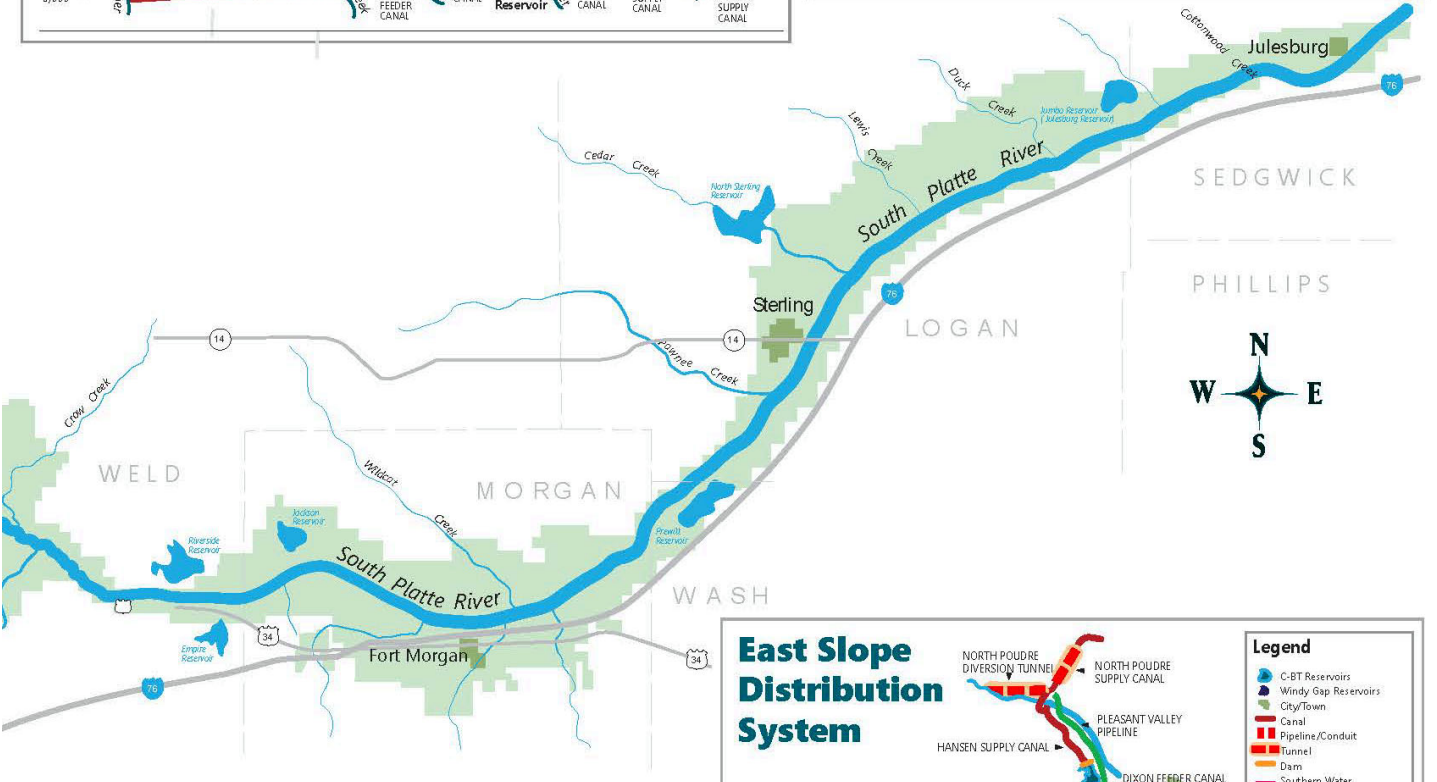 FEEDER
CANAL
Reservoir
CANAL
CANAL
SUPPLY
CANAL
Cottonwood
Creek
Julesburg
76
Duck
Creek
Jumbo Reservoir
(Julesburg Reservoir)
Lewis
Creek
Cedar Creek
North Sterling
Reservoir
South Platte River
SEDGWICK
PHILLIPS
Sterling
76
LOGAN
14
14
Pawnee Creek
N
W E
S
Crow Creek
WELD
Wildcat
Creek
MORGAN
Jackson
Reservoir
Riverside
Reservoir
Prewitt
Reservoir
South Platte River
WASH
34
Empire
Reservoir
Fort Morgan
34
76
East Slope
Distribution
System
NORTH POUDRE
DIVERSION TUNNEL
NORTH POUDRE
SUPPLY CANAL
PLEASANT VALLEY
PIPELINE
HANSEN SUPPLY CANAL
DIXON FEEDER CANAL
Legend
C-BT Reservoirs
Windy Gap Reservoirs
City/Town
Canal
Pipeline/Conduit
Tunnel
Dam
Southern Water